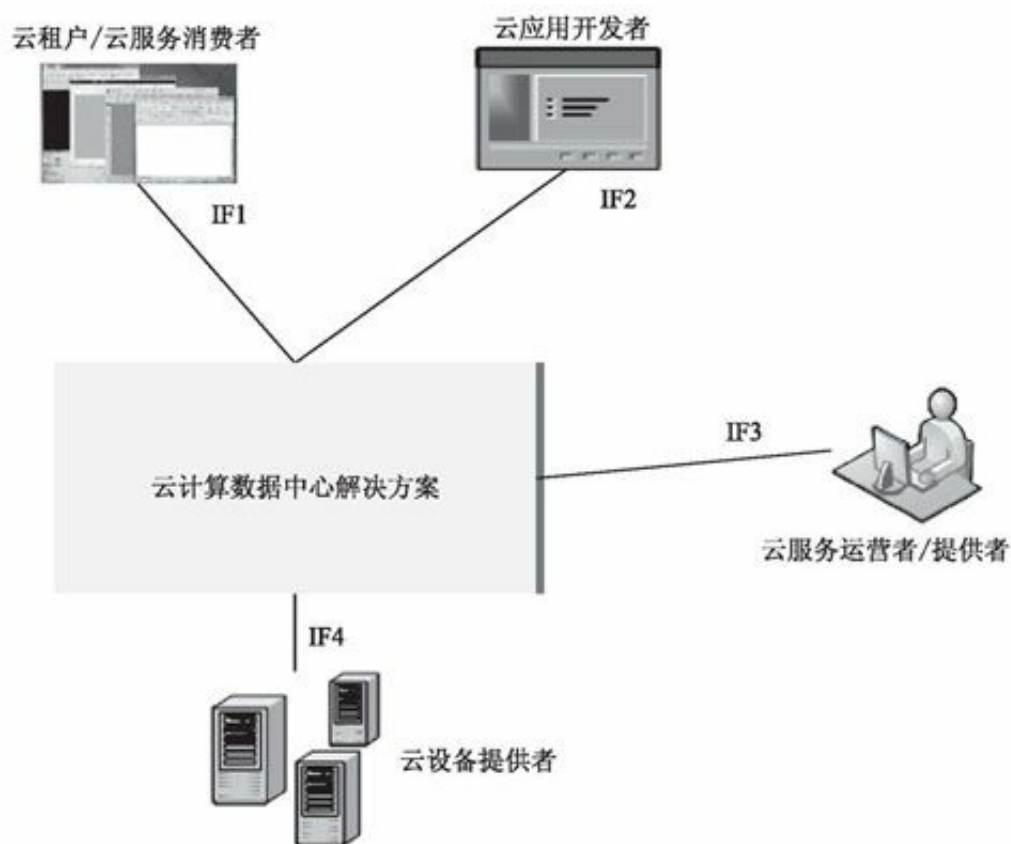 云租户/云服务消费者
云应用开发者
IF1
IF2
云计算数据中心解决方案
IF3
云服务运营者/提供者
IF4
云设备提供者